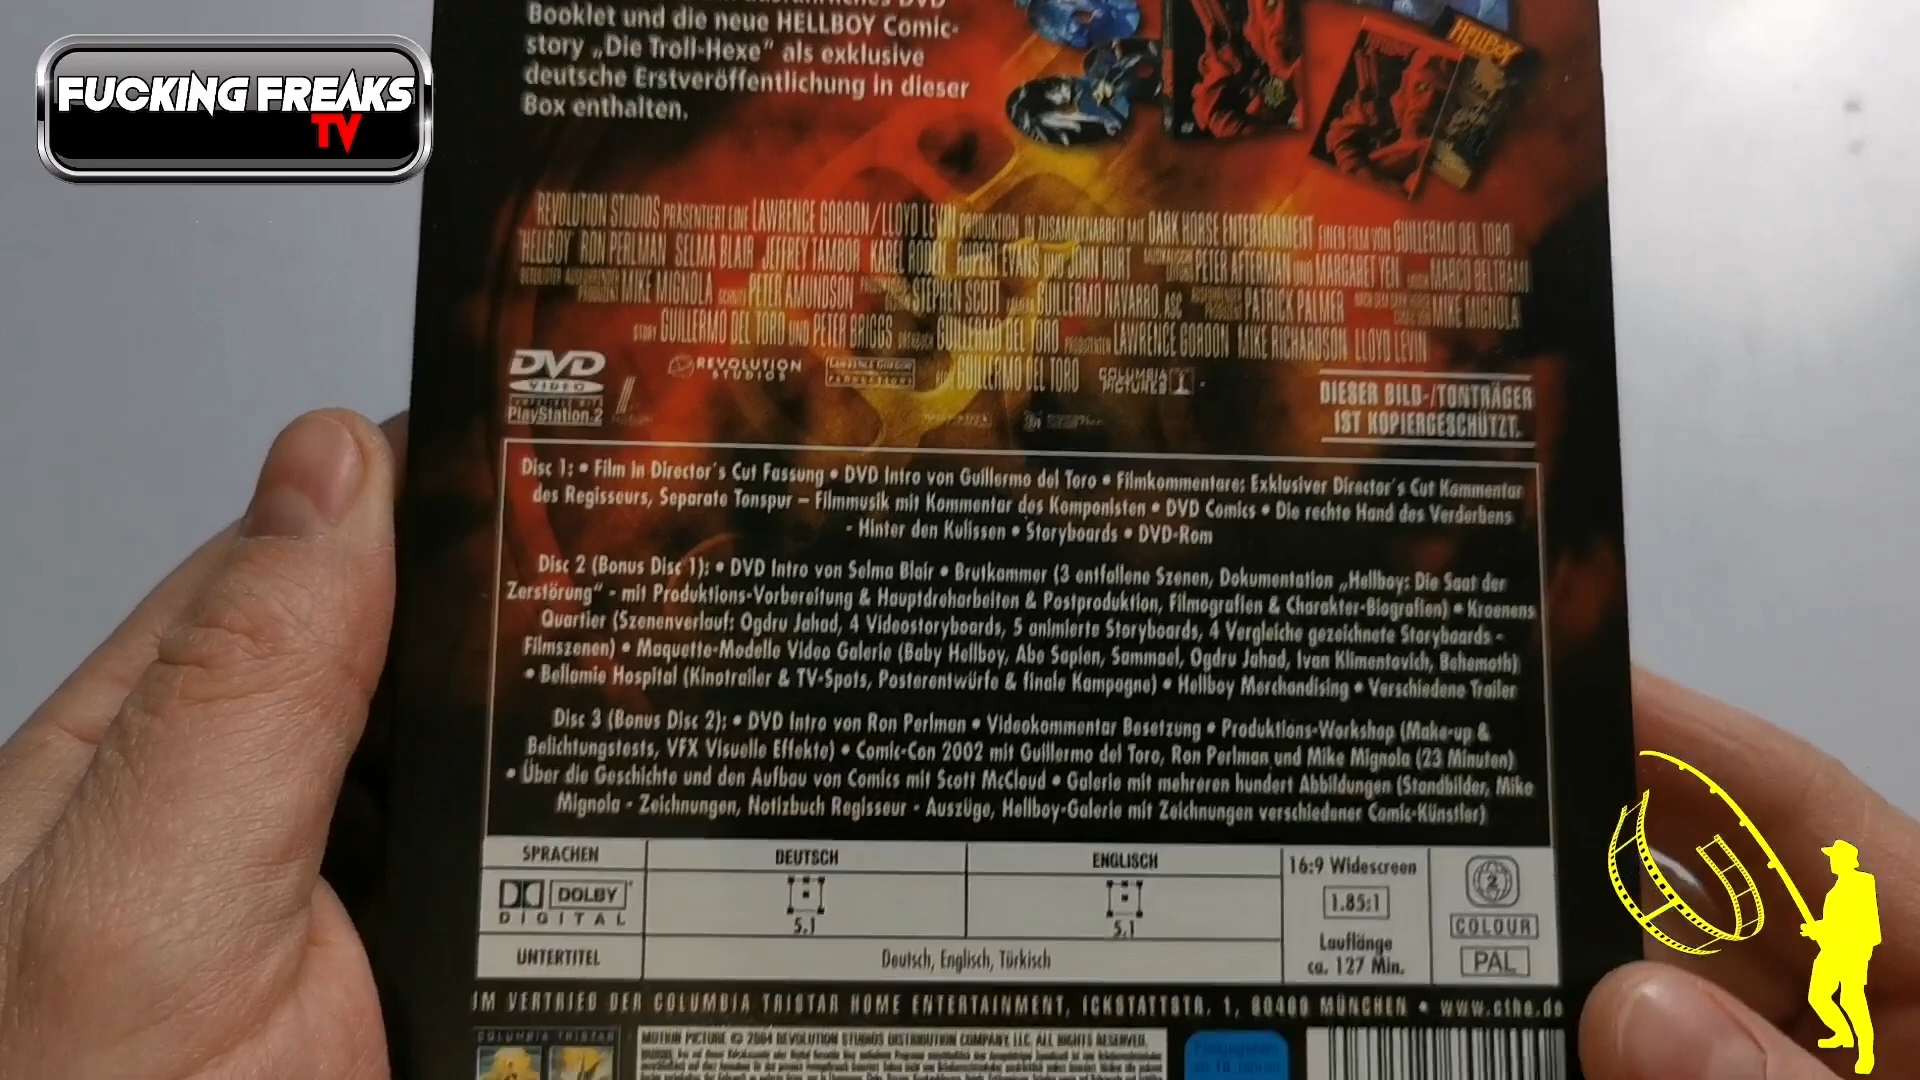 FUCKING FREAKS
TV
DVD
Booklet und die neue HELLBOY Comic-
story „Die Troll-Hexe" als exklusive
deutsche Erstveröffentlichung in dieser
Box enthalten.
HELLBOY
REVOLUTION STUDIOS PRÄSENTIERT EINE LAWRENCE GORDON/LLOYD LEVIN PRODUKTION IN ZUSAMMENARBEIT MIT DARK HORSE ENTERTAINMENT EINEN FILM VON GUILLERMO DEL TORO
"HELLBOY" RON PERLMAN SELMA BLAIR JEFFREY TAMBOR KAREL RODEN RUPERT EVANS UND JOHN HURT PETER AFTERMAN UND MARGARET YEN MARCO BELTRAMI
MIKE MIGNOLA SCHNITT PETER AMUNDSON STEPHEN SCOTT GUILLERMO NAVARRO, ASC PATRICK PALMER MIKE MIGNOLA
STORY GUILLERMO DEL TORO UND PETER BRIGGS DREHBUCH GUILLERMO DEL TORO PRODUZENTEN LAWRENCE GORDON MIKE RICHARDSON LLOYD LEVIN
GUILLERMO DEL TORO
DVD
VIDEO
PlayStation.2
REVOLUTION
STUDIOS
LAWRENCE GORDON
PRODUCTIONS
COLUMBIA
PICTURES
DIESER BILD-/TONTRÄGER
IST KOPIERGESCHÜTZT.
Disc 1: • Film in Director's Cut Fassung • DVD Intro von Guillermo del Toro • Filmkommentare: Exklusiver Director's Cut Kommentar
des Regisseurs, Separate Tonspur – Filmmusik mit Kommentar des Komponisten • DVD Comics • Die rechte Hand des Verderbens
- Hinter den Kulissen • Storyboards • DVD-Rom
Disc 2 (Bonus Disc 1): • DVD Intro von Selma Blair • Brutkammer (3 entfallene Szenen, Dokumentation „Hellboy: Die Saat der
Zerstörung" - mit Produktions-Vorbereitung & Hauptdreharbeiten & Postproduktion, Filmografien & Charakter-Biografien) • Kroenens
Quartier (Szenenverlauf: Ogdru Jahad, 4 Videostoryboards, 5 animierte Storyboards, 4 Vergleiche gezeichnete Storyboards -
Filmszenen) • Maquette-Modelle Video Galerie (Baby Hellboy, Abe Sapien, Sammael, Ogdru Jahad, Ivan Klimentovich, Behemoth)
• Bellamie Hospital (Kinotrailer & TV-Spots, Posterentwürfe & finale Kampagne) • Hellboy Merchandising • Verschiedene Trailer
Disc 3 (Bonus Disc 2): • DVD Intro von Ron Perlman • Videokommentar Besetzung • Produktions-Workshop (Make-up &
Belichtungstests, VFX Visuelle Effekte) • Comic-Con 2002 mit Guillermo del Toro, Ron Perlman und Mike Mignola (23 Minuten)
• Über die Geschichte und den Aufbau von Comics mit Scott McCloud • Galerie mit mehreren hundert Abbildungen (Standbilder, Mike
Mignola - Zeichnungen, Notizbuch Regisseur - Auszüge, Hellboy-Galerie mit Zeichnungen verschiedener Comic-Künstler)
SPRACHEN DEUTSCH ENGLISCH 16:9 Widescreen 2
DOLBY
DIGITAL 5.1 5.1 1.85:1 COLOUR
UNTERTITEL Deutsch, Englisch, Türkisch Lauflänge
ca. 127 Min. PAL
IM VERTRIEB DER COLUMBIA TRISTAR HOME ENTERTAINMENT, ICKSTATTSTR. 1, 80469 MÜNCHEN • www.cthe.de
COLUMBIA TRISTAR
MOTION PICTURE © 2004 REVOLUTION STUDIOS DISTRIBUTION COMPANY, LLC. ALL RIGHTS RESERVED.
Freigegeben
ab 16 Jahren